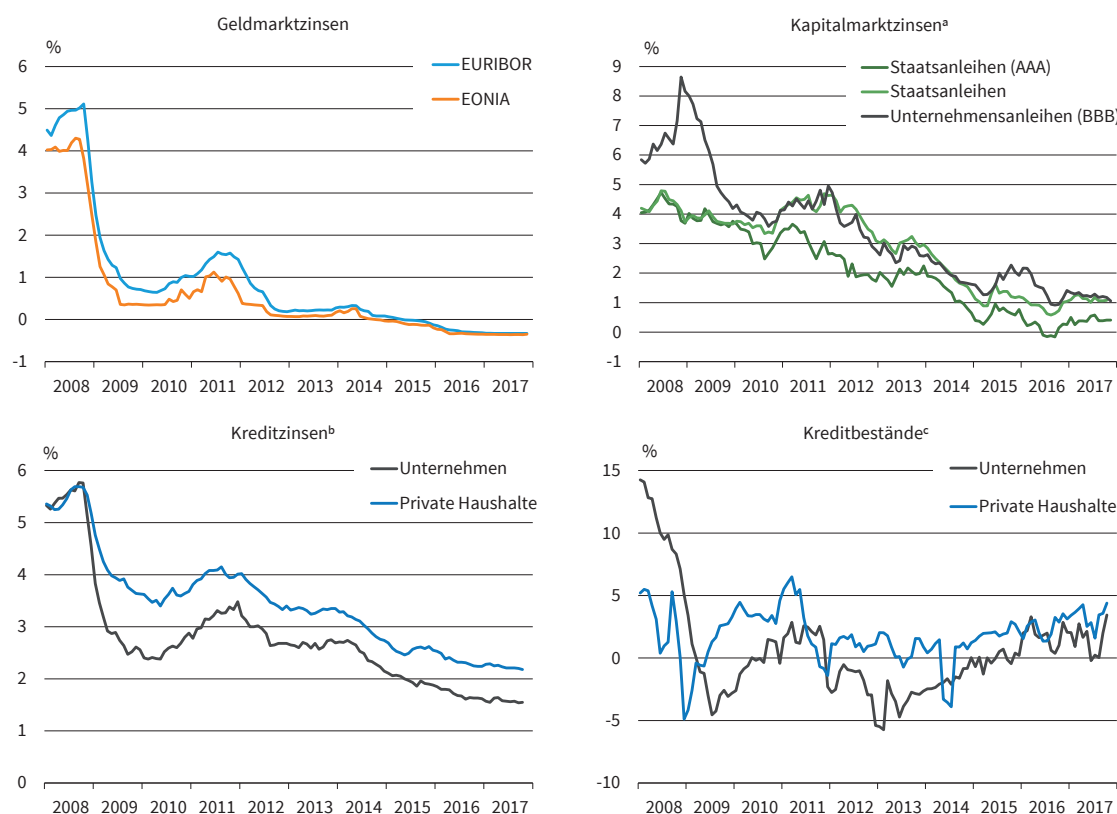 Geldmarktzinsen
%
6
5
4
3
2
1
0
-1
EURIBOR
EONIA
2008 2009 2010 2011 2012 2013 2014 2015 2016 2017
Kapitalmarktzinsenᵃ
%
9
8
7
6
5
4
3
2
1
0
-1
Staatsanleihen (AAA)
Staatsanleihen
Unternehmensanleihen (BBB)
2008 2009 2010 2011 2012 2013 2014 2015 2016 2017
Kreditzinsenᵇ
%
6
5
4
3
2
1
0
Unternehmen
Private Haushalte
2008 2009 2010 2011 2012 2013 2014 2015 2016 2017
Kreditbeständeᶜ
%
15
10
5
0
-5
-10
Unternehmen
Private Haushalte
2008 2009 2010 2011 2012 2013 2014 2015 2016 2017